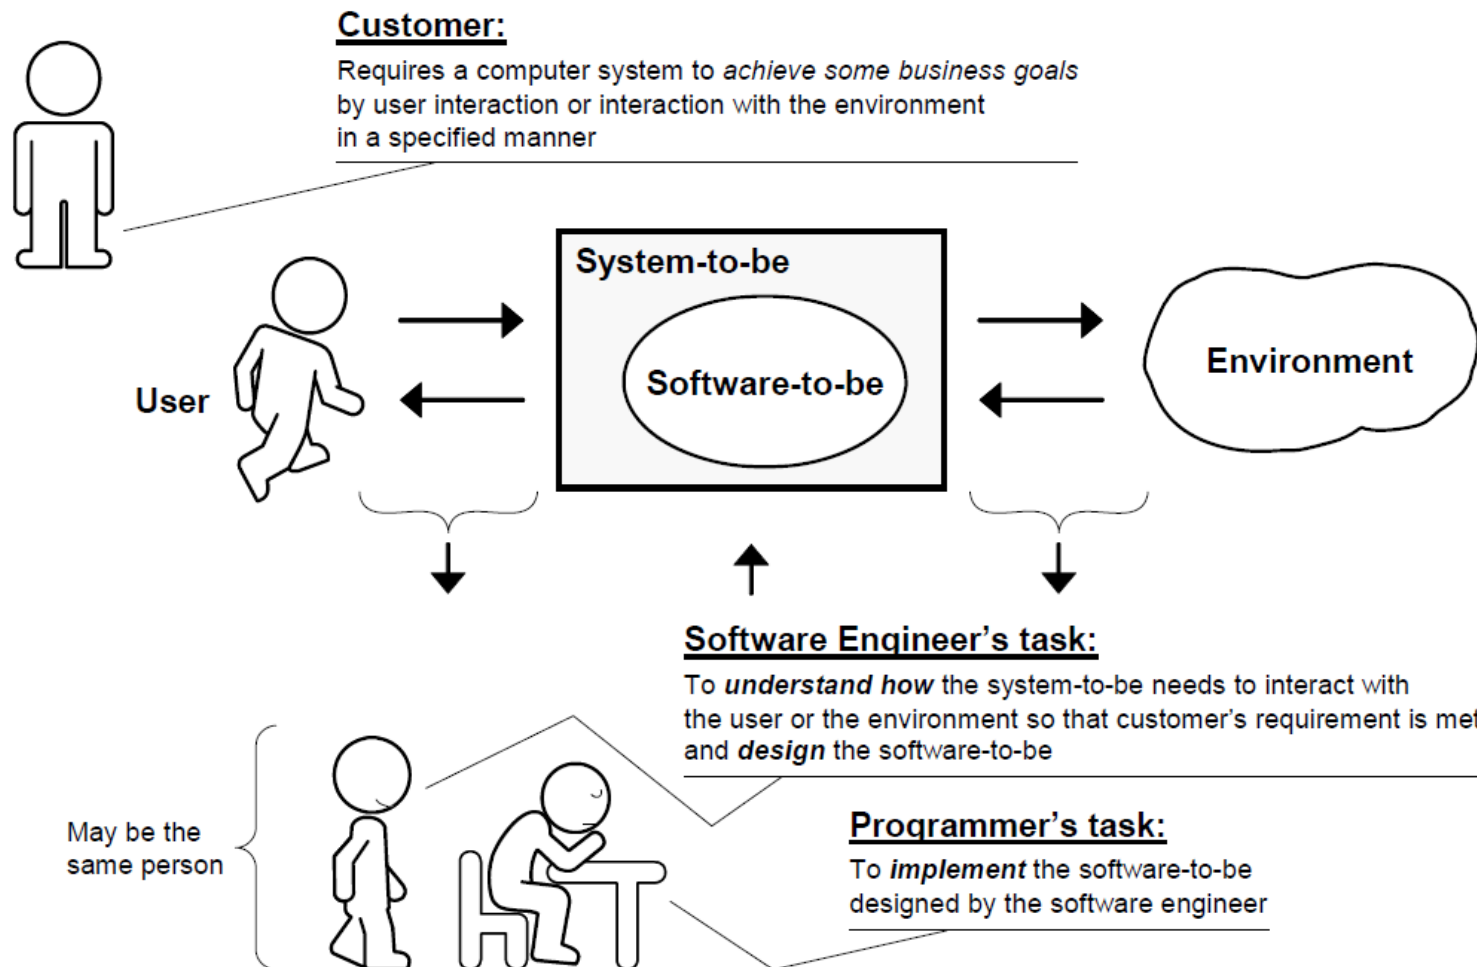 Customer:
Requires a computer system to achieve some business goals
by user interaction or interaction with the environment
in a specified manner
System-to-be
Software-to-be
User
Environment
Software Engineer's task:
To understand how the system-to-be needs to interact with
the user or the environment so that customer's requirement is met
and design the software-to-be
May be the
same person
Programmer's task:
To implement the software-to-be
designed by the software engineer